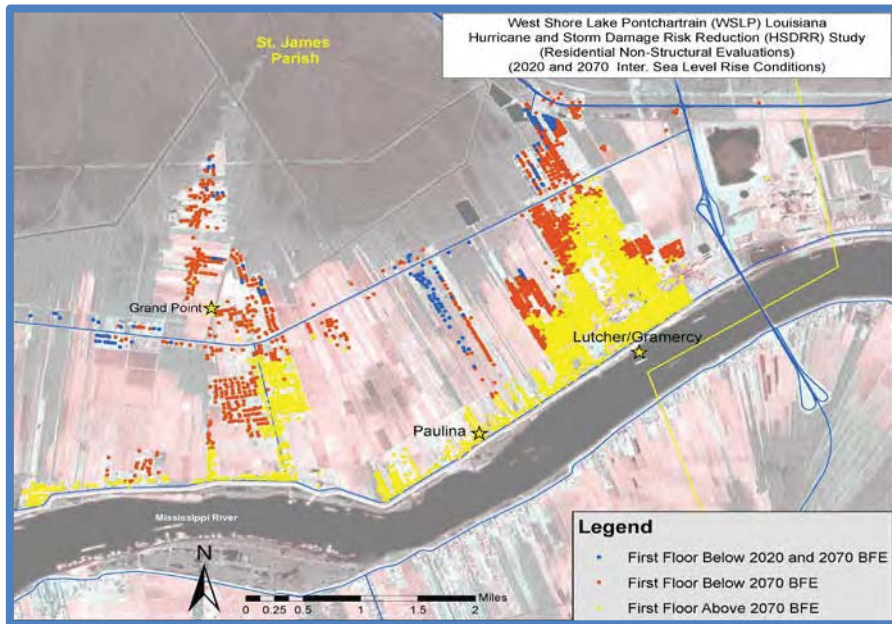 West Shore Lake Pontchartrain (WSLP) Louisiana
Hurricane and Storm Damage Risk Reduction (HSDRR) Study
(Residential Non-Structural Evaluations)
(2020 and 2070 Inter. Sea Level Rise Conditions)
St. James
Parish
Grand Point
Lutcher/Gramercy
Paulina
Mississippi River
N
0 0.25 0.5 1 1.5 2
Miles
Legend
First Floor Below 2020 and 2070 BFE
First Floor Below 2070 BFE
First Floor Above 2070 BFE